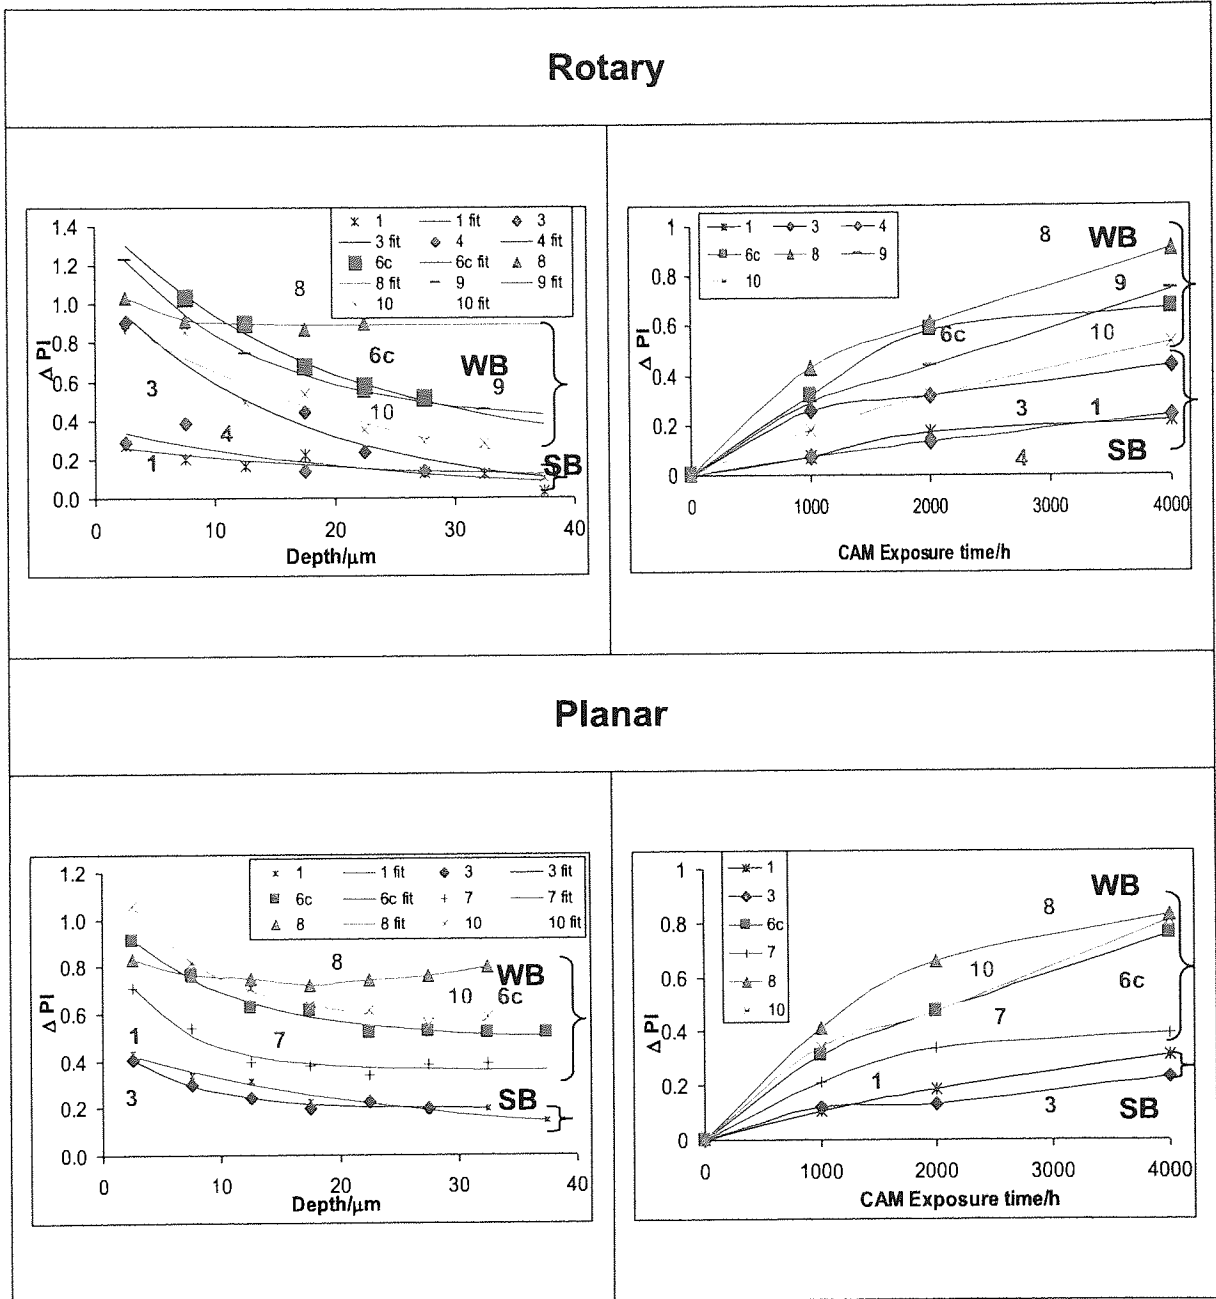 Rotary
Δ PI
1.4
1.2
1.0
0.8
0.6
0.4
0.2
0.0
0 10 20 30 40
Depth/µm
1 1 fit 3
3 fit 4 4 fit
6c 6c fit 8
8 fit 9 9 fit
10 10 fit
8
6c
WB
9
3
10
4
1
SB
Δ PI
1
0.8
0.6
0.4
0.2
0
0 1000 2000 3000 4000
CAM Exposure time/h
1 3 4
6c 8 9
10
8 WB
9
6c
10
3 1
SB
4
Planar
Δ PI
1.2
1.0
0.8
0.6
0.4
0.2
0.0
0 10 20 30
Depth/µm
1 1 fit 3 3 fit
6c 6c fit 7 7 fit
8 8 fit 10 10 fit
8
WB
10 6c
1 7
3
SB
Δ PI
1
0.8
0.6
0.4
0.2
0
0 1000 2000 3000 4000
CAM Exposure time/h
1
3
6c
7
8
10
WB
8
10
6c
7
1
3 SB